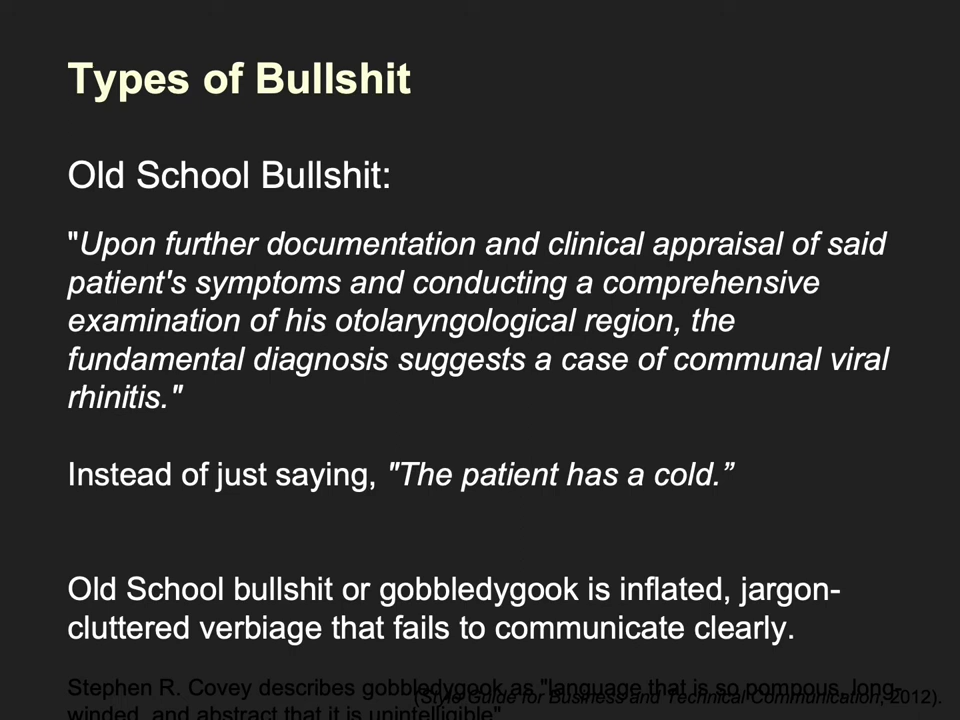 Types of Bullshit
Old School Bullshit:
"Upon further documentation and clinical appraisal of said
patient's symptoms and conducting a comprehensive
examination of his otolaryngological region, the
fundamental diagnosis suggests a case of communal viral
rhinitis."
Instead of just saying, "The patient has a cold.”
Old School bullshit or gobbledygook is inflated, jargon-
cluttered verbiage that fails to communicate clearly.
Stephen R. Covey describes gobbledygook as "language that is so pompous, long-
winded, and abstract that it is unintelligible"
(Style Guide for Business and Technical Communication, 2012).